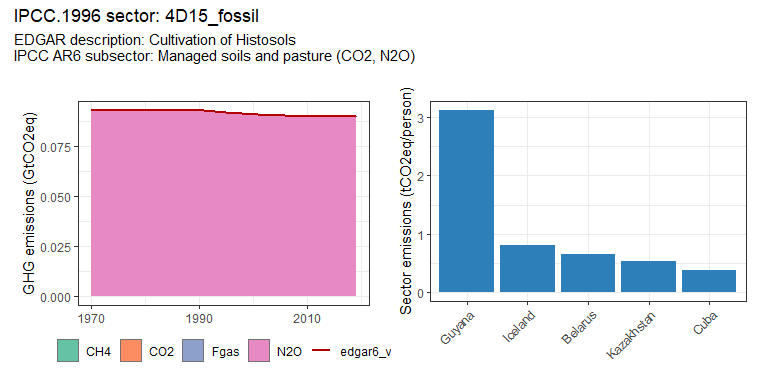 IPCC.1996 sector: 4D15_fossil
EDGAR description: Cultivation of Histosols
IPCC AR6 subsector: Managed soils and pasture (CO2, N2O)
GHG emissions (GtCO2eq)
0.075
0.050
0.025
0.000
1970 1990 2010
CH4 CO2 Fgas N2O edgar6_v
Sector emissions (tCO2eq/person)
3
2
1
0
Guyana Iceland Belarus Kazakhstan Cuba